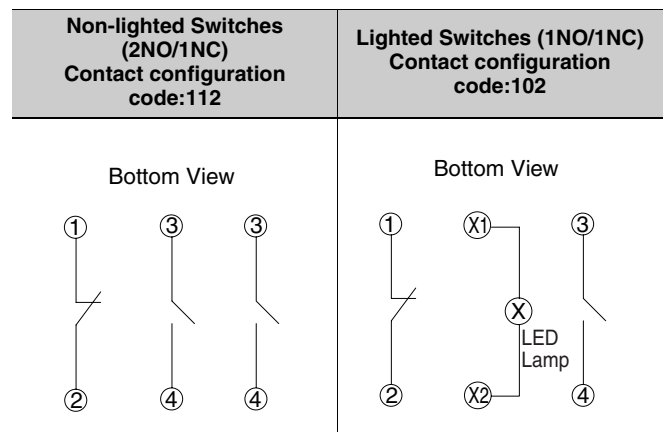 Non-lighted Switches
(2NO/1NC)
Contact configuration
code:112
Lighted Switches (1NO/1NC)
Contact configuration
code:102
Bottom View
1 3 3
2 4 4
Bottom View
X1
1 3
X
LED
Lamp
2 X2 4